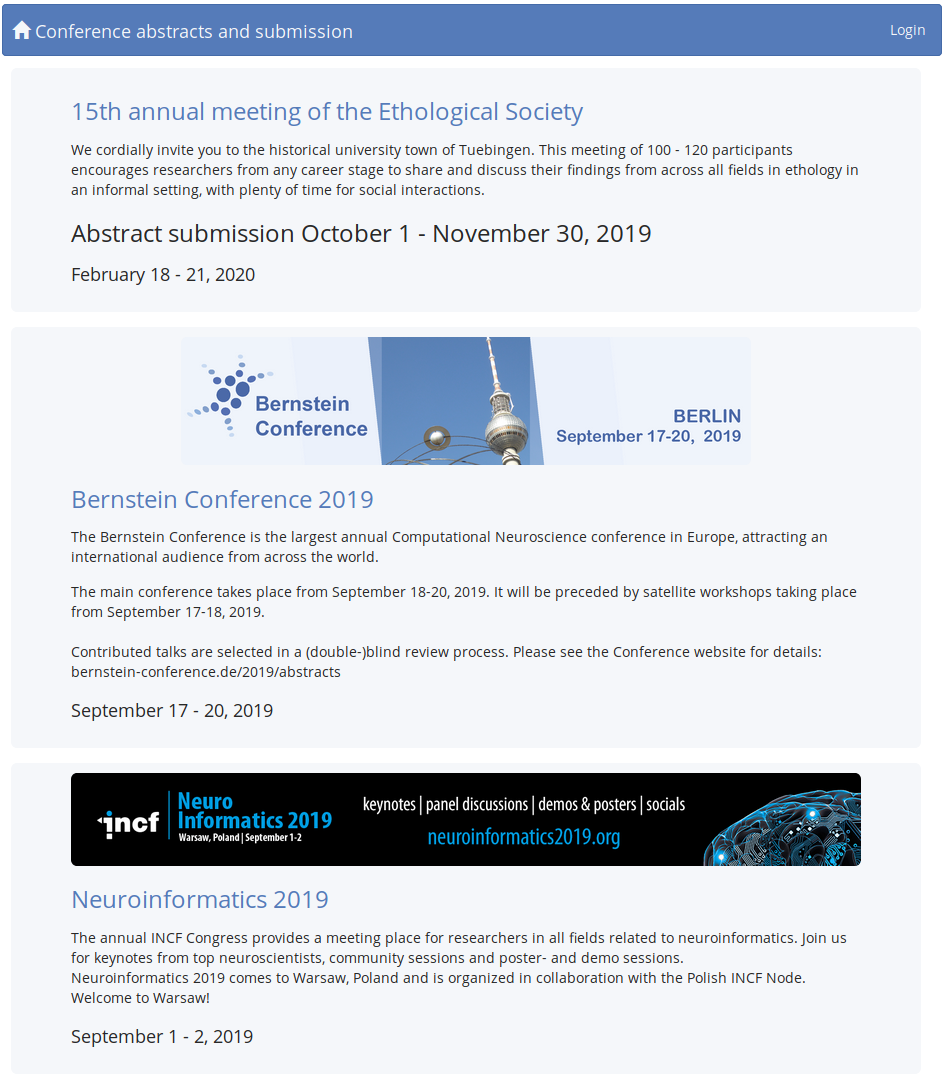 Conference abstracts and submission
Login
15th annual meeting of the Ethological Society
We cordially invite you to the historical university town of Tuebingen. This meeting of 100 - 120 participants
encourages researchers from any career stage to share and discuss their findings from across all fields in ethology in
an informal setting, with plenty of time for social interactions.
Abstract submission October 1 - November 30, 2019
February 18 - 21, 2020
Bernstein
Conference
BERLIN
September 17-20, 2019
Bernstein Conference 2019
The Bernstein Conference is the largest annual Computational Neuroscience conference in Europe, attracting an
international audience from across the world.
The main conference takes place from September 18-20, 2019. It will be preceded by satellite workshops taking place
from September 17-18, 2019.
Contributed talks are selected in a (double-)blind review process. Please see the Conference website for details:
bernstein-conference.de/2019/abstracts
September 17 - 20, 2019
incf
Neuro
Informatics 2019
Warsaw, Poland | September 1-2
keynotes | panel discussions | demos & posters | socials
neuroinformatics2019.org
Neuroinformatics 2019
The annual INCF Congress provides a meeting place for researchers in all fields related to neuroinformatics. Join us
for keynotes from top neuroscientists, community sessions and poster- and demo sessions.
Neuroinformatics 2019 comes to Warsaw, Poland and is organized in collaboration with the Polish INCF Node.
Welcome to Warsaw!
September 1 - 2, 2019